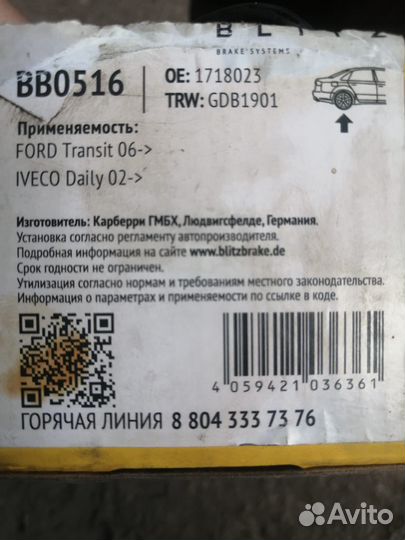 BLITZ
BRAKE SYSTEMS
BB0516
OE: 1718023
TRW: GDB1901
Применяемость:
FORD Transit 06->
IVECO Daily 02->
Изготовитель: Карберри ГМБХ, Людвигсфелде, Германия.
Установка согласно регламенту автопроизводителя.
Подробная информация на сайте www.blitzbrake.de
Срок годности не ограничен.
Утилизация согласно нормам и требованиям местного законодательства.
Информация о параметрах и применяемости по ссылке в коде.
4 059421 036361
ГОРЯЧАЯ ЛИНИЯ 8 804 333 73 76
Avito